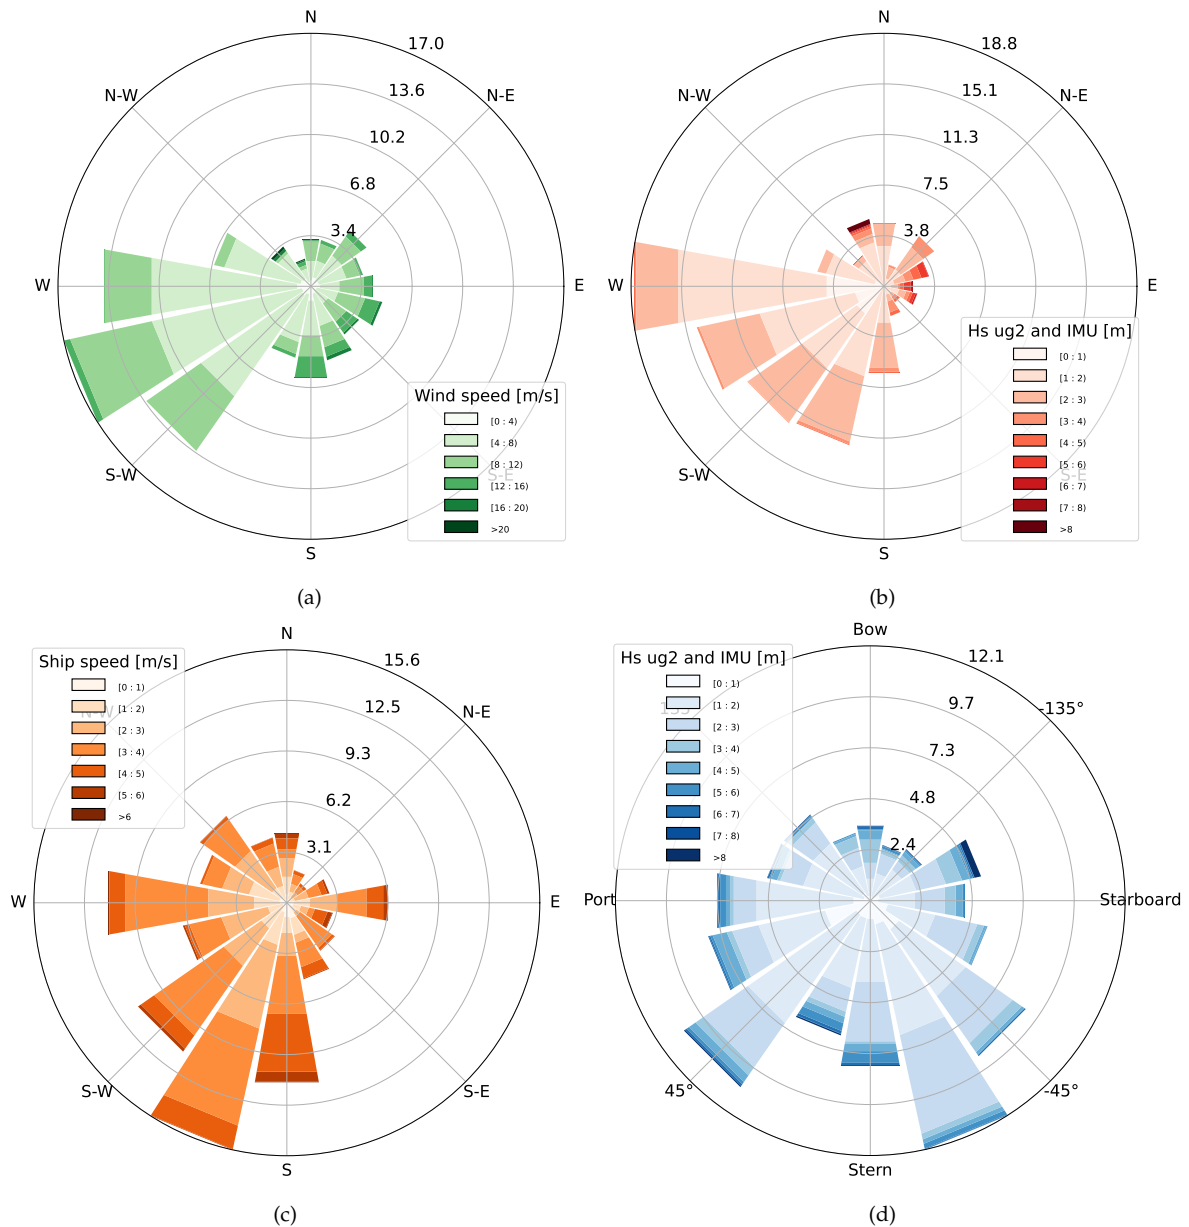 N
17.0
13.6
10.2
6.8
3.4
N-W
N-E
W
E
S-W
S-E
S
Wind speed [m/s]
[0 : 4)
[4 : 8)
[8 : 12)
[12 : 16)
[16 : 20)
>20
(a)
N
18.8
15.1
11.3
7.5
3.8
N-W
N-E
W
E
S-W
S-E
S
Hs ug2 and IMU [m]
[0 : 1)
[1 : 2)
[2 : 3)
[3 : 4)
[4 : 5)
[5 : 6)
[6 : 7)
[7 : 8)
>8
(b)
N
15.6
12.5
9.3
6.2
3.1
N-W
N-E
W
E
S-W
S-E
S
Ship speed [m/s]
[0 : 1)
[1 : 2)
[2 : 3)
[3 : 4)
[4 : 5)
[5 : 6)
>6
(c)
Bow
12.1
9.7
7.3
4.8
2.4
-135°
Port
Starboard
45°
-45°
Stern
Hs ug2 and IMU [m]
[0 : 1)
[1 : 2)
[2 : 3)
[3 : 4)
[4 : 5)
[5 : 6)
[6 : 7)
[7 : 8)
>8
(d)